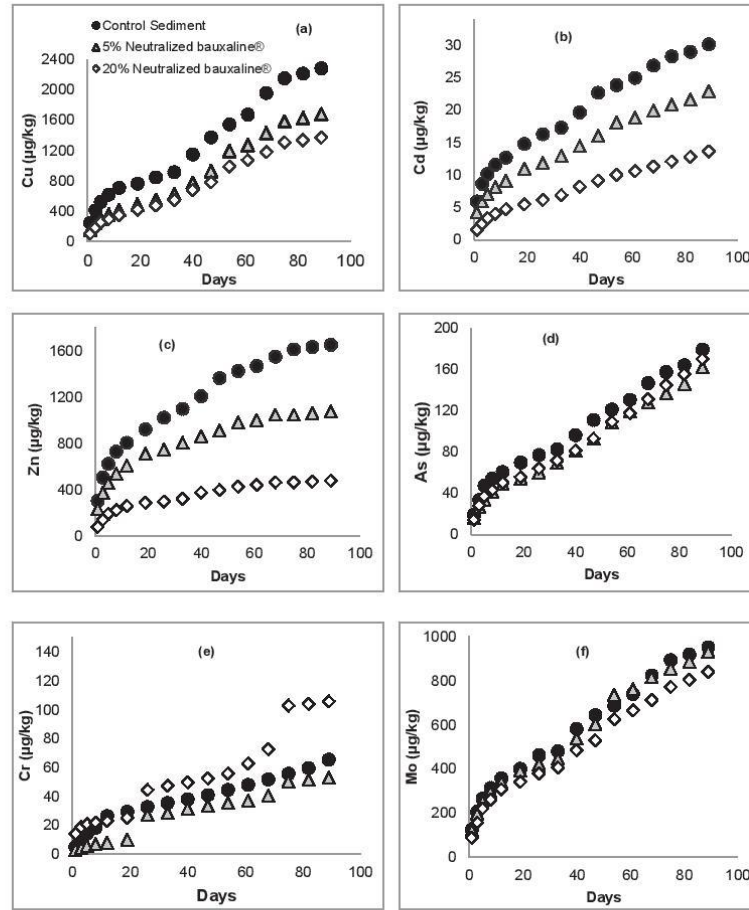 ● Control Sediment
(a)
△ 5% Neutralized bauxaline®
◇ 20% Neutralized bauxaline®
2400
2000
1600
1200
800
400
0
Cu (µg/kg)
0 20 40 60 80 100
Days
(b)
30
25
20
15
10
5
0
Cd (µg/kg)
0 20 40 60 80 100
Days
(c)
1600
1200
800
400
0
Zn (µg/kg)
0 20 40 60 80 100
Days
(d)
200
160
120
80
40
0
As (µg/kg)
0 20 40 60 80 100
Days
(e)
140
120
100
80
60
40
20
0
Cr (µg/kg)
0 20 40 60 80 100
Days
(f)
1000
800
600
400
200
0
Mo (µg/kg)
0 20 40 60 80 100
Days